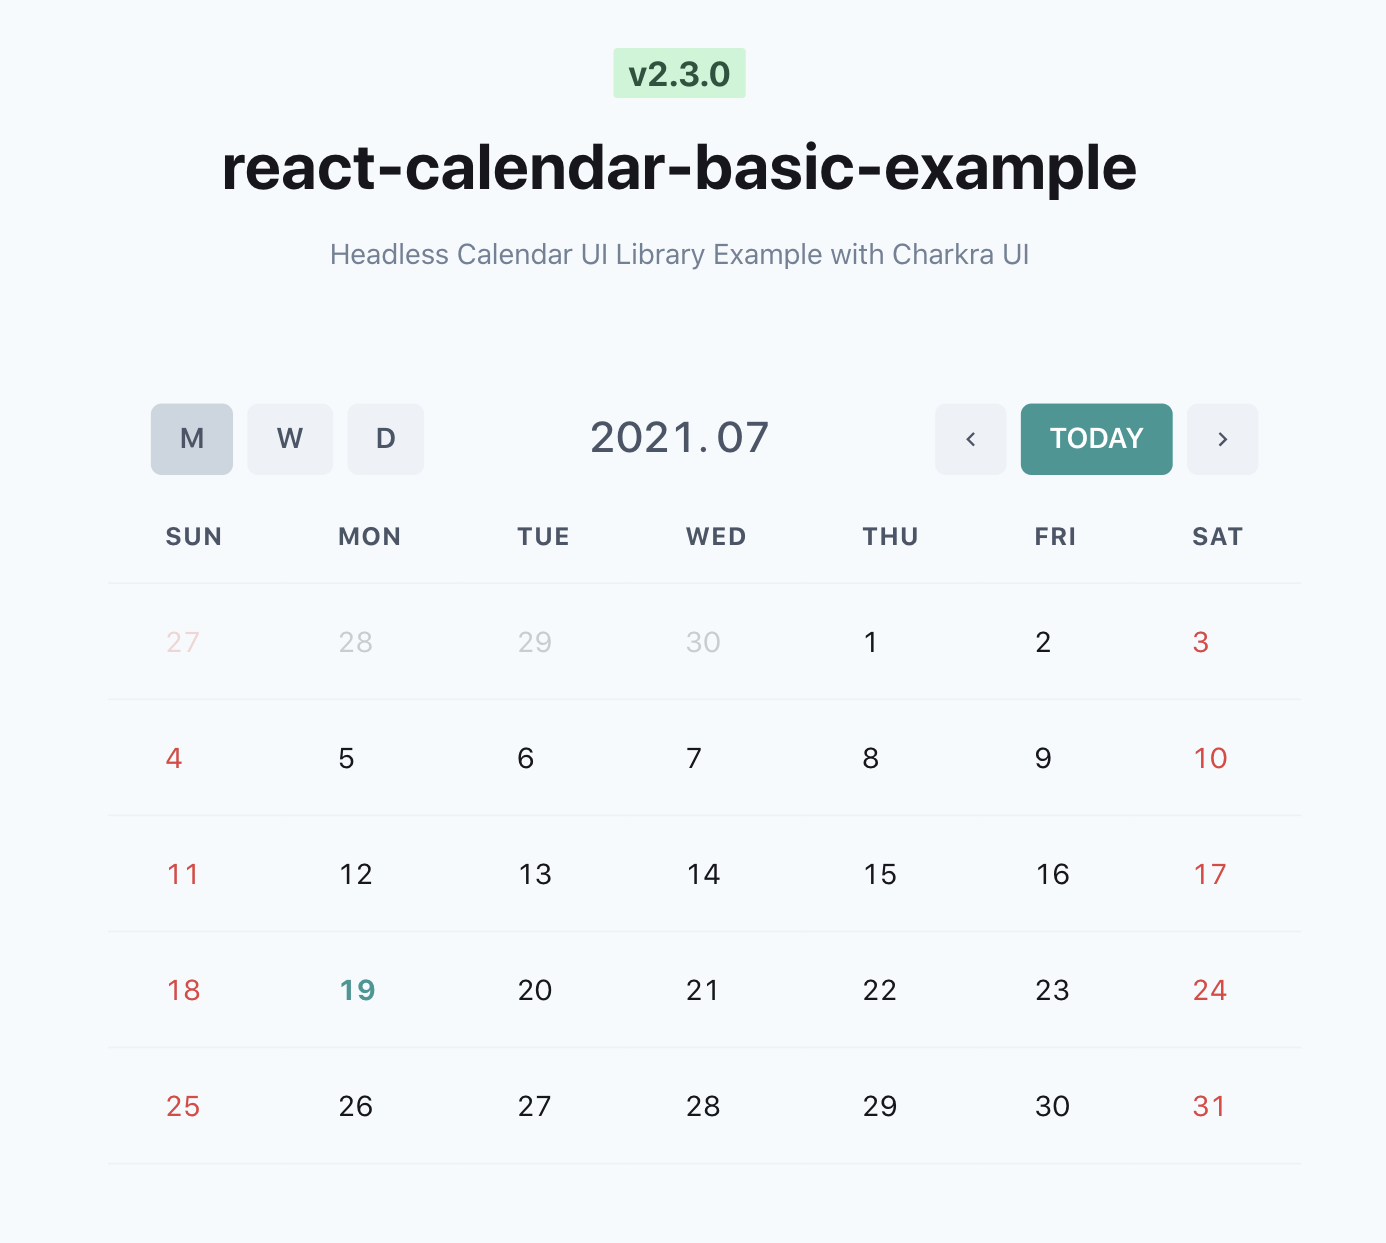 v2.3.0
react-calendar-basic-example
Headless Calendar UI Library Example with Charkra UI
M W D 2021.07 ‹ TODAY ›
SUN MON TUE WED THU FRI SAT
27 28 29 30 1 2 3
4 5 6 7 8 9 10
11 12 13 14 15 16 17
18 19 20 21 22 23 24
25 26 27 28 29 30 31